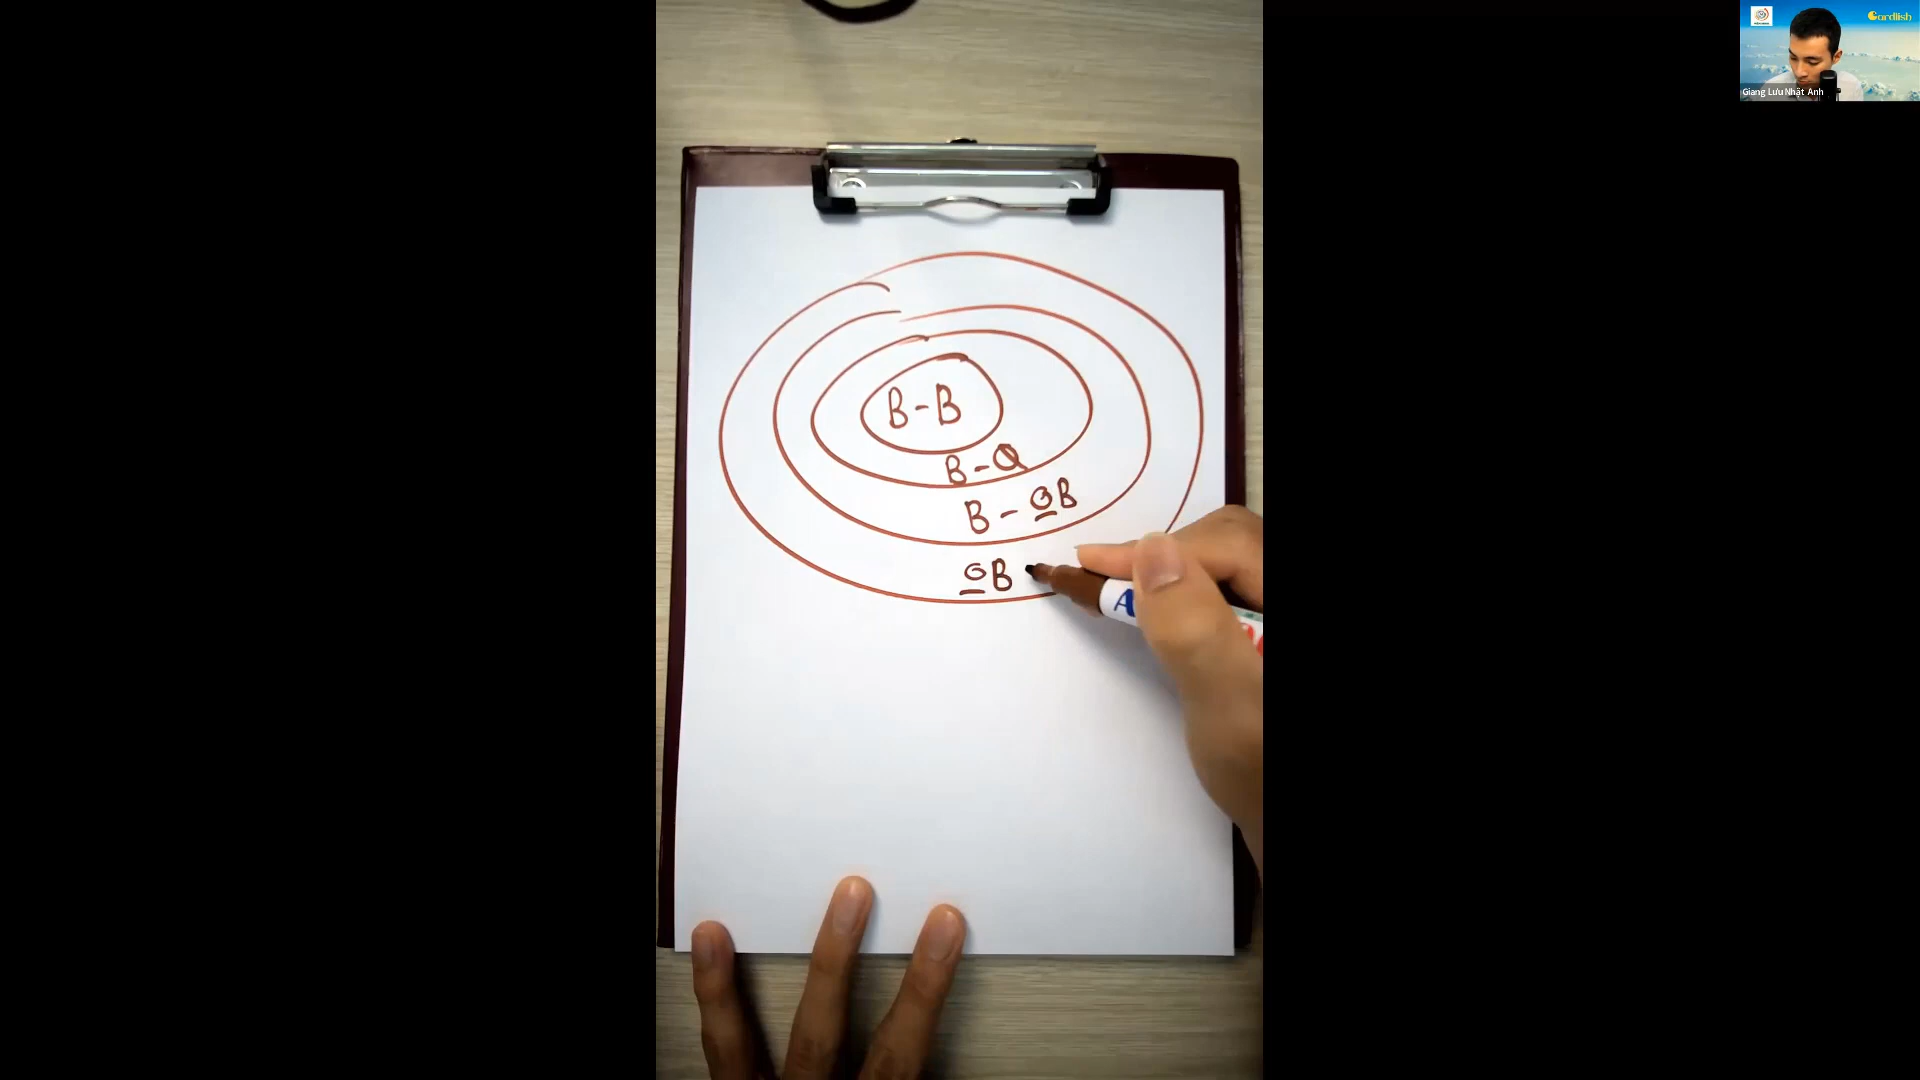 Cardlish
Giang Lưu Nhật Anh
B-B
B-Q
B-OB
OB
A